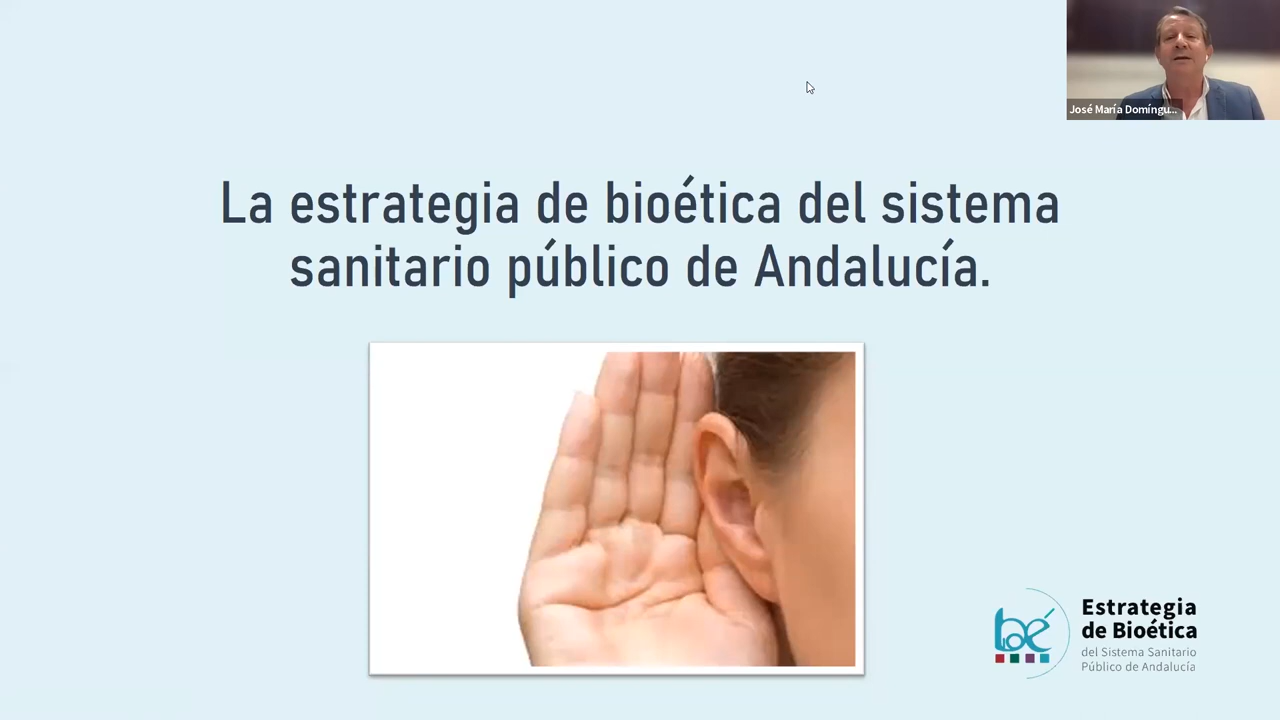 José María Domíngu...
La estrategia de bioética del sistema
sanitario público de Andalucía.
bioé
Estrategia
de Bioética
del Sistema Sanitario
Público de Andalucía